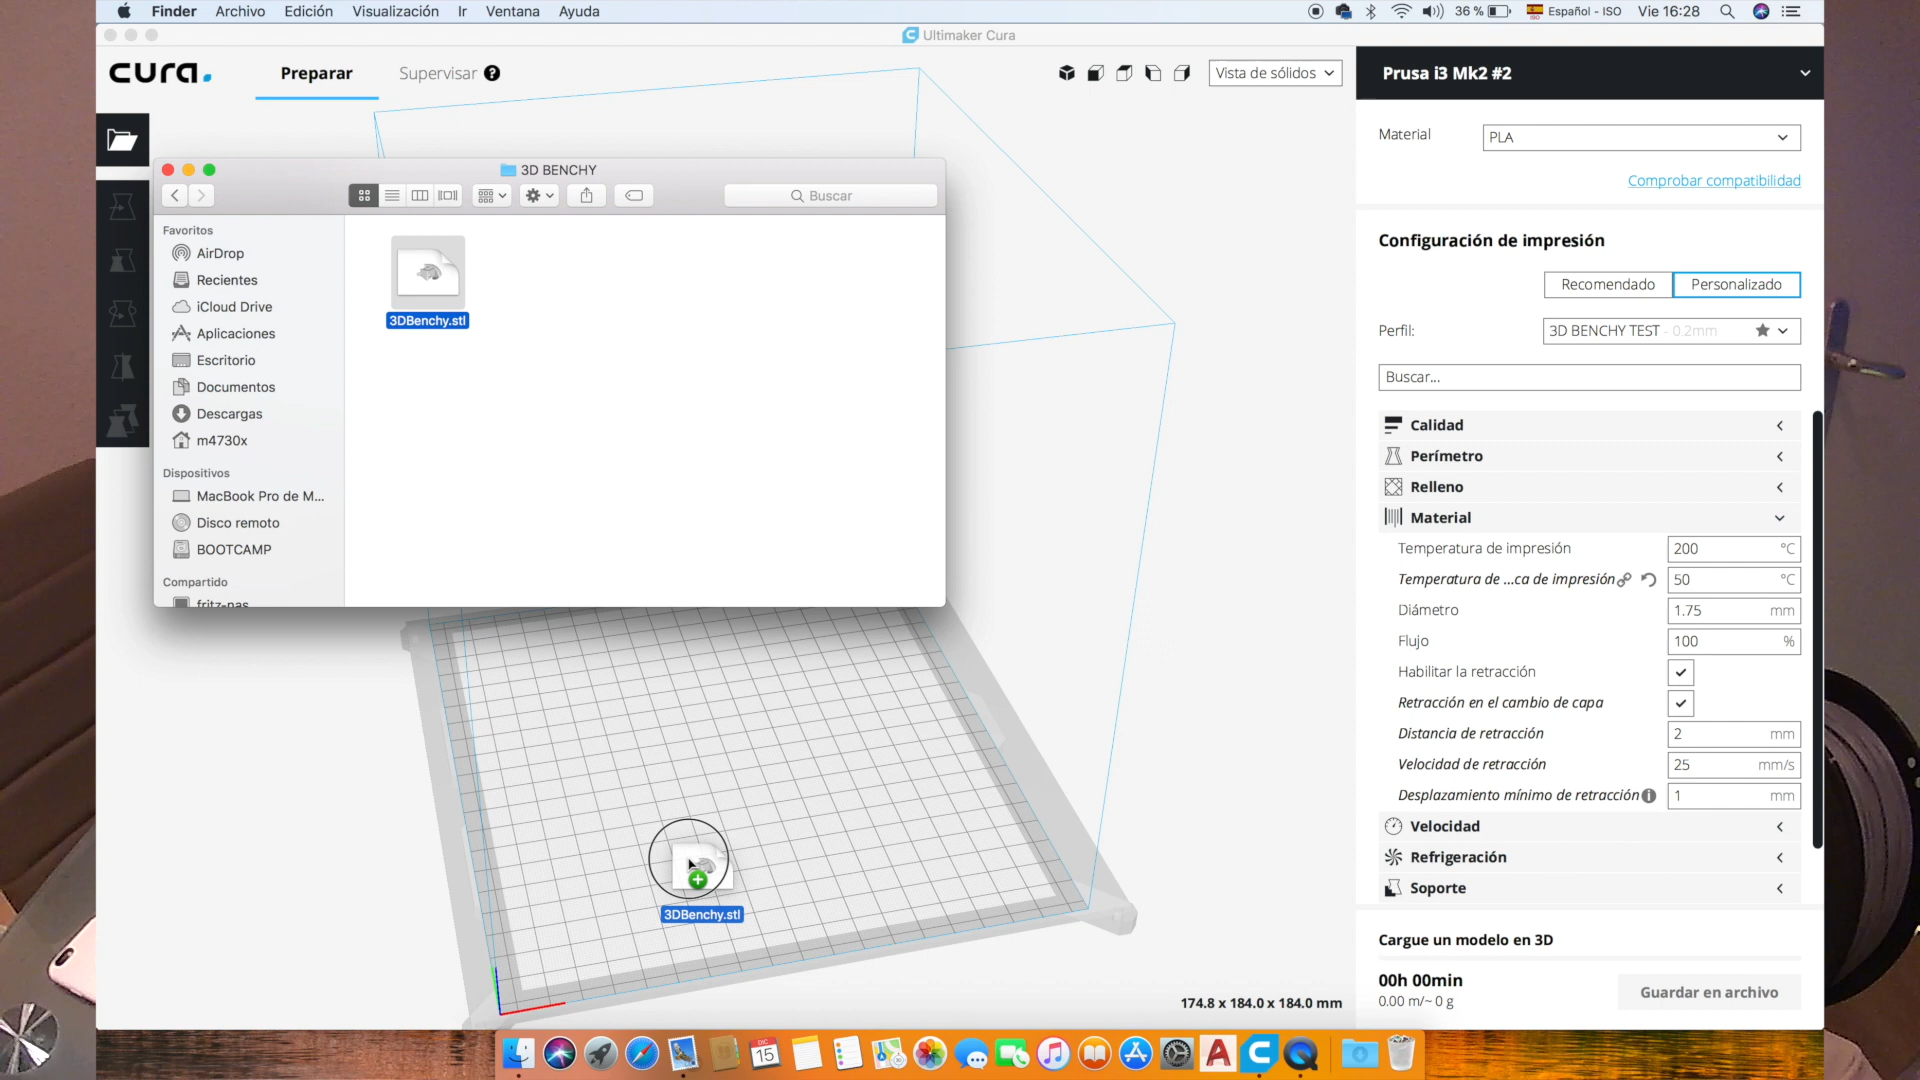 Finder Archivo Edición Visualización Ir Ventana Ayuda 36 % Español - ISO Vie 16:28
Ultimaker Cura
cura. Preparar Supervisar ? Vista de sólidos Prusa i3 Mk2 #2
Material PLA
Comprobar compatibilidad
3D BENCHY
Buscar
Favoritos
AirDrop
Recientes
iCloud Drive
Aplicaciones
Escritorio
Documentos
Descargas
m4730x
Dispositivos
MacBook Pro de M...
Disco remoto
BOOTCAMP
Compartido
fritz-nas
3DBenchy.stl
3DBenchy.stl
174.8 x 184.0 x 184.0 mm
Configuración de impresión
Recomendado Personalizado
Perfil: 3D BENCHY TEST - 0.2mm
Buscar...
Calidad
Perímetro
Relleno
Material
Temperatura de impresión 200 °C
Temperatura de ...ca de impresión 50 °C
Diámetro 1.75 mm
Flujo 100 %
Habilitar la retracción
Retracción en el cambio de capa
Distancia de retracción 2 mm
Velocidad de retracción 25 mm/s
Desplazamiento mínimo de retracción 1 mm
Velocidad
Refrigeración
Soporte
Cargue un modelo en 3D
00h 00min
0.00 m/~ 0 g
Guardar en archivo
DIC
15